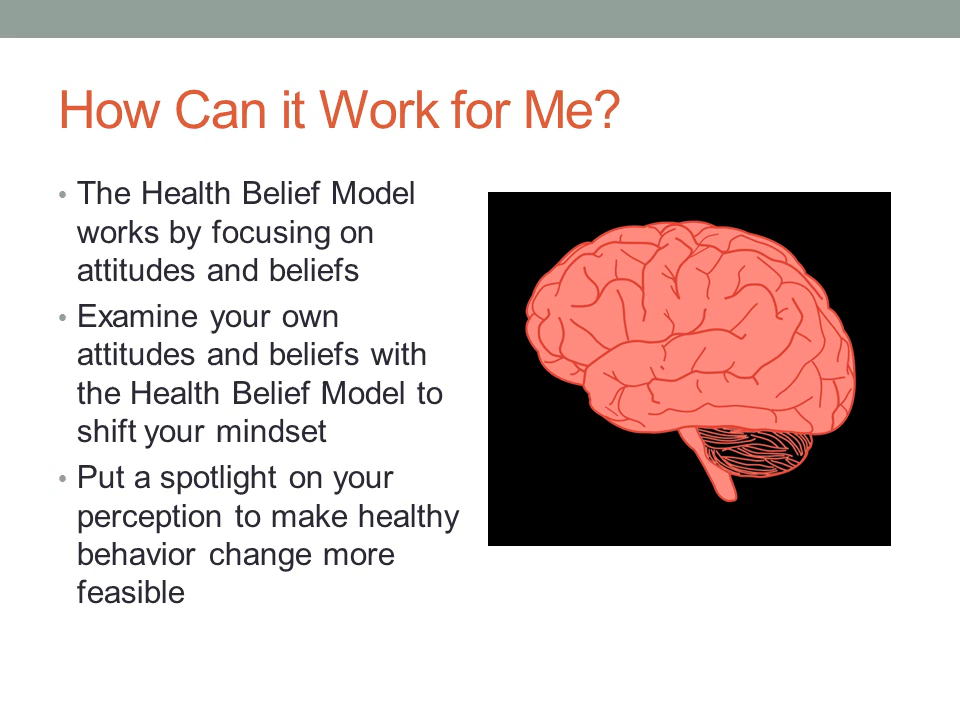 How Can it Work for Me?
• The Health Belief Model
works by focusing on
attitudes and beliefs
• Examine your own
attitudes and beliefs with
the Health Belief Model to
shift your mindset
• Put a spotlight on your
perception to make healthy
behavior change more
feasible